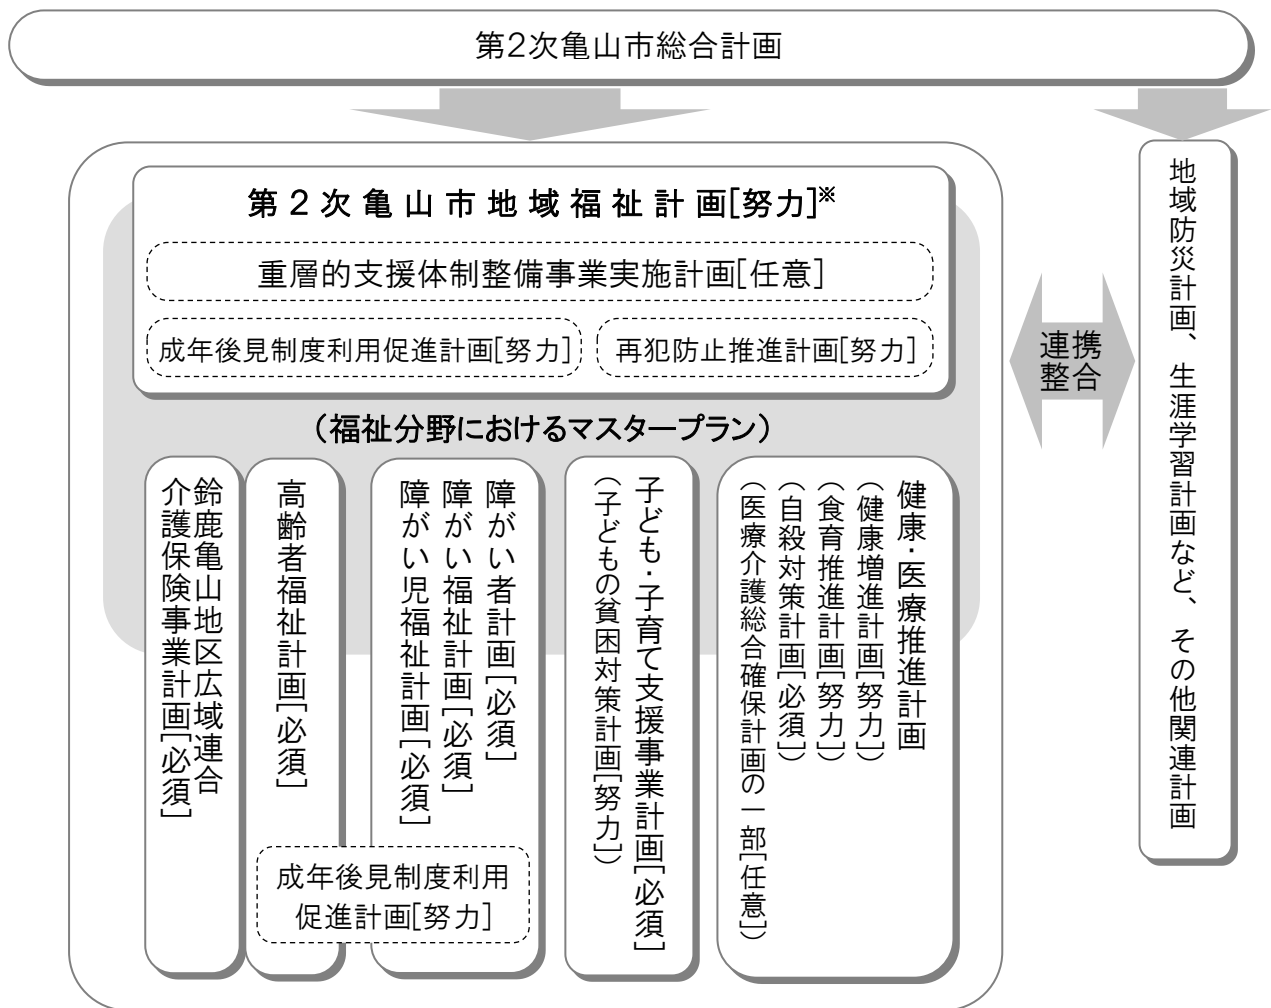 第2次亀山市総合計画
第2次亀山市地域福祉計画[努力]※
重層的支援体制整備事業実施計画[任意]
成年後見制度利用促進計画[努力]
再犯防止推進計画[努力]
（福祉分野におけるマスタープラン）
鈴鹿亀山地区広域連合
介護保険事業計画[必須]
高齢者福祉計画[必須]
障がい者計画[必須]
障がい福祉計画[必須]
障がい児福祉計画[必須]
成年後見制度利用
促進計画[努力]
子ども・子育て支援事業計画[必須]
（子どもの貧困対策計画[努力]）
健康・医療推進計画
（健康増進計画[努力]）
（食育推進計画[努力]）
（自殺対策計画[必須]）
（医療介護総合確保計画の一部[任意]）
連携
整合
地域防災計画、生涯学習計画など、その他関連計画